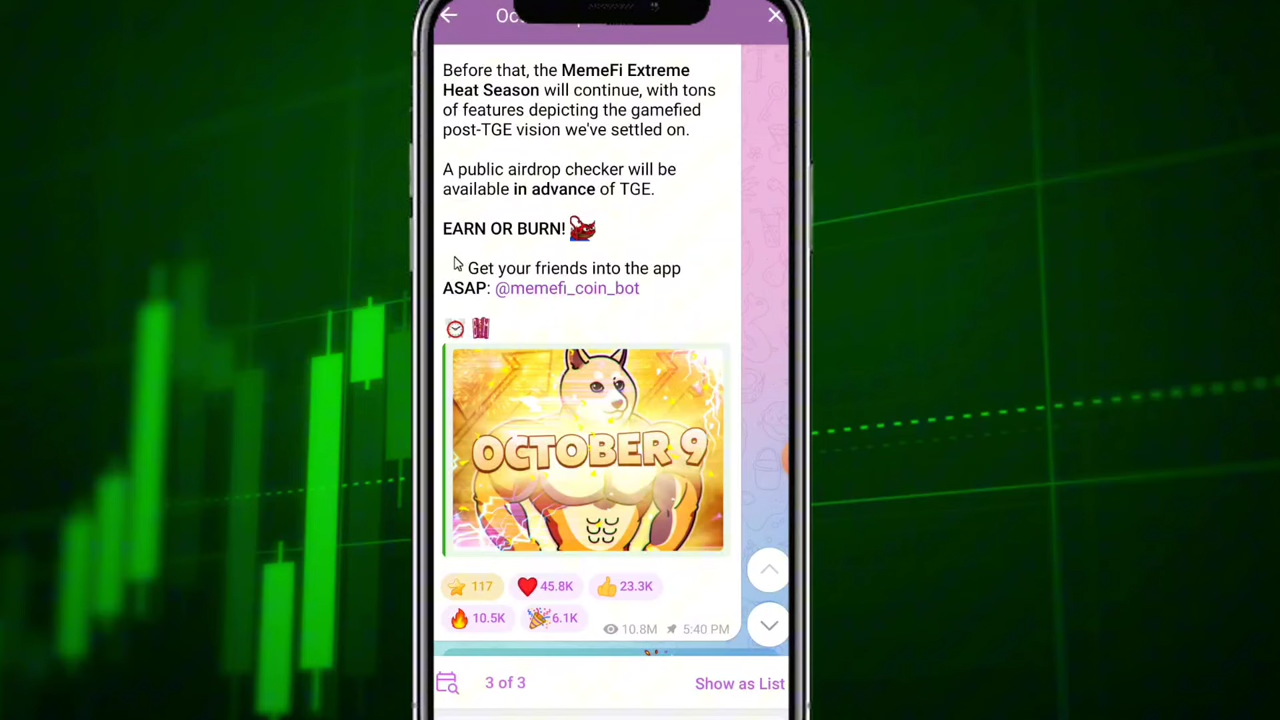 Before that, the MemeFi Extreme
Heat Season will continue, with tons
of features depicting the gamefied
post-TGE vision we've settled on.
A public airdrop checker will be
available in advance of TGE.
EARN OR BURN!
Get your friends into the app
ASAP: @memefi_coin_bot
OCTOBER 9
117 45.8K 23.3K
10.5K 6.1K
10.8M 5:40 PM
3 of 3 Show as List